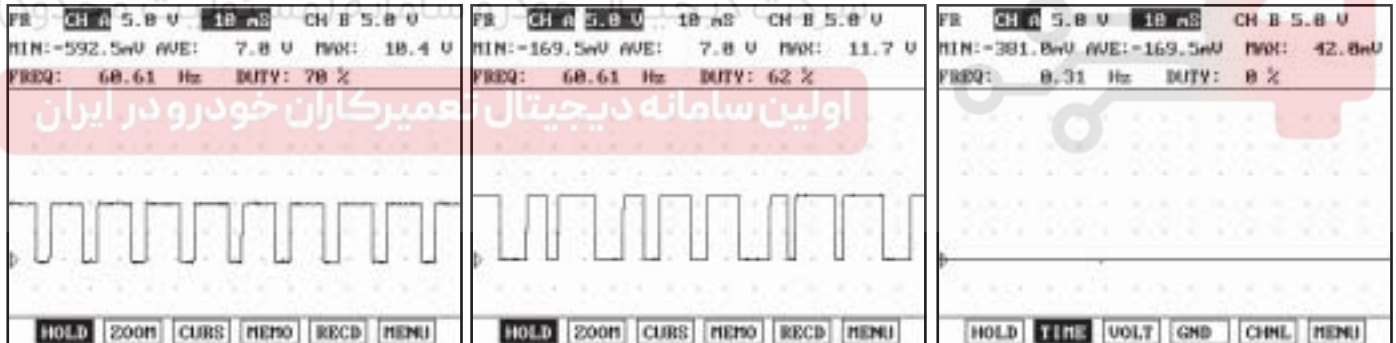 FR CH A 5.0 V 10 mS CH B 5.0 V
MIN:-592.5mV AVE: 7.0 V MAX: 10.4 V
FREQ: 60.61 Hz DUTY: 70 %
HOLD ZOOM CURS MEMO RECD MENU
FR CH A 5.0 V 10 mS CH B 5.0 V
MIN:-169.5mV AVE: 7.0 V MAX: 11.7 V
FREQ: 60.61 Hz DUTY: 62 %
HOLD ZOOM CURS MEMO RECD MENU
FR CH A 5.0 V 10 mS CH B 5.0 V
MIN:-381.0mV AVE:-169.5mV MAX: 42.0mV
FREQ: 0.31 Hz DUTY: 0 %
HOLD TIME VOLT GND CHNL MENU
اولین سامانه دیجیتال تعمیرکاران خودرو در ایران